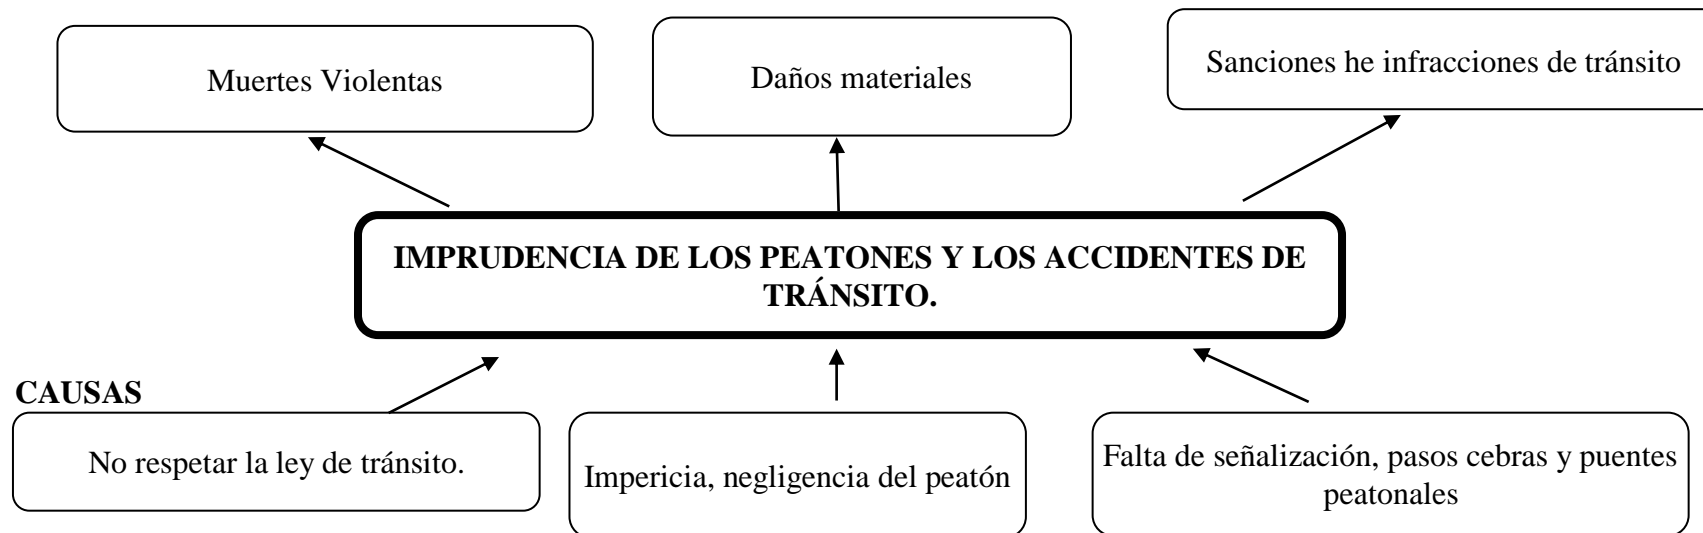 Muertes Violentas
Daños materiales
Sanciones he infracciones de tránsito
IMPRUDENCIA DE LOS PEATONES Y LOS ACCIDENTES DE
TRÁNSITO.
CAUSAS
No respetar la ley de tránsito.
Impericia, negligencia del peatón
Falta de señalización, pasos cebras y puentes
peatonales